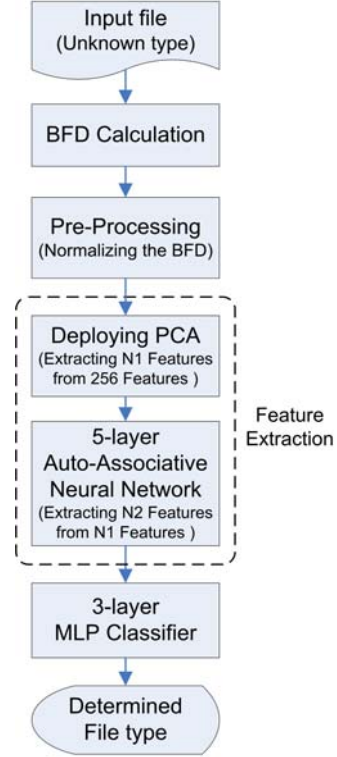 Input file
(Unknown type)
BFD Calculation
Pre-Processing
(Normalizing the BFD)
Deploying PCA
(Extracting N1 Features
from 256 Features )
5-layer
Auto-Associative
Neural Network
(Extracting N2 Features
from N1 Features )
Feature
Extraction
3-layer
MLP Classifier
Determined
File type